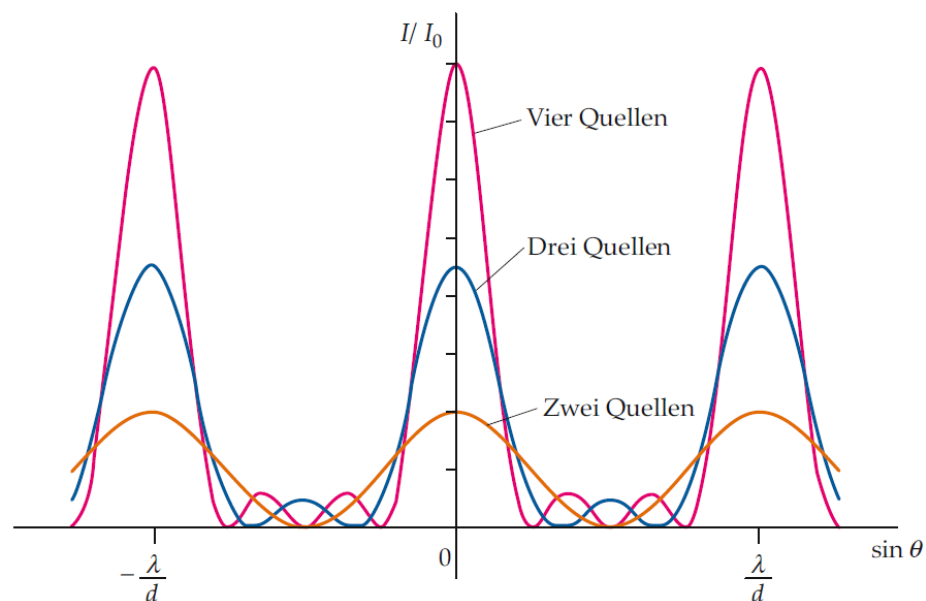 I/ I₀
Vier Quellen
Drei Quellen
Zwei Quellen
0
sin θ
−λ/d
λ/d